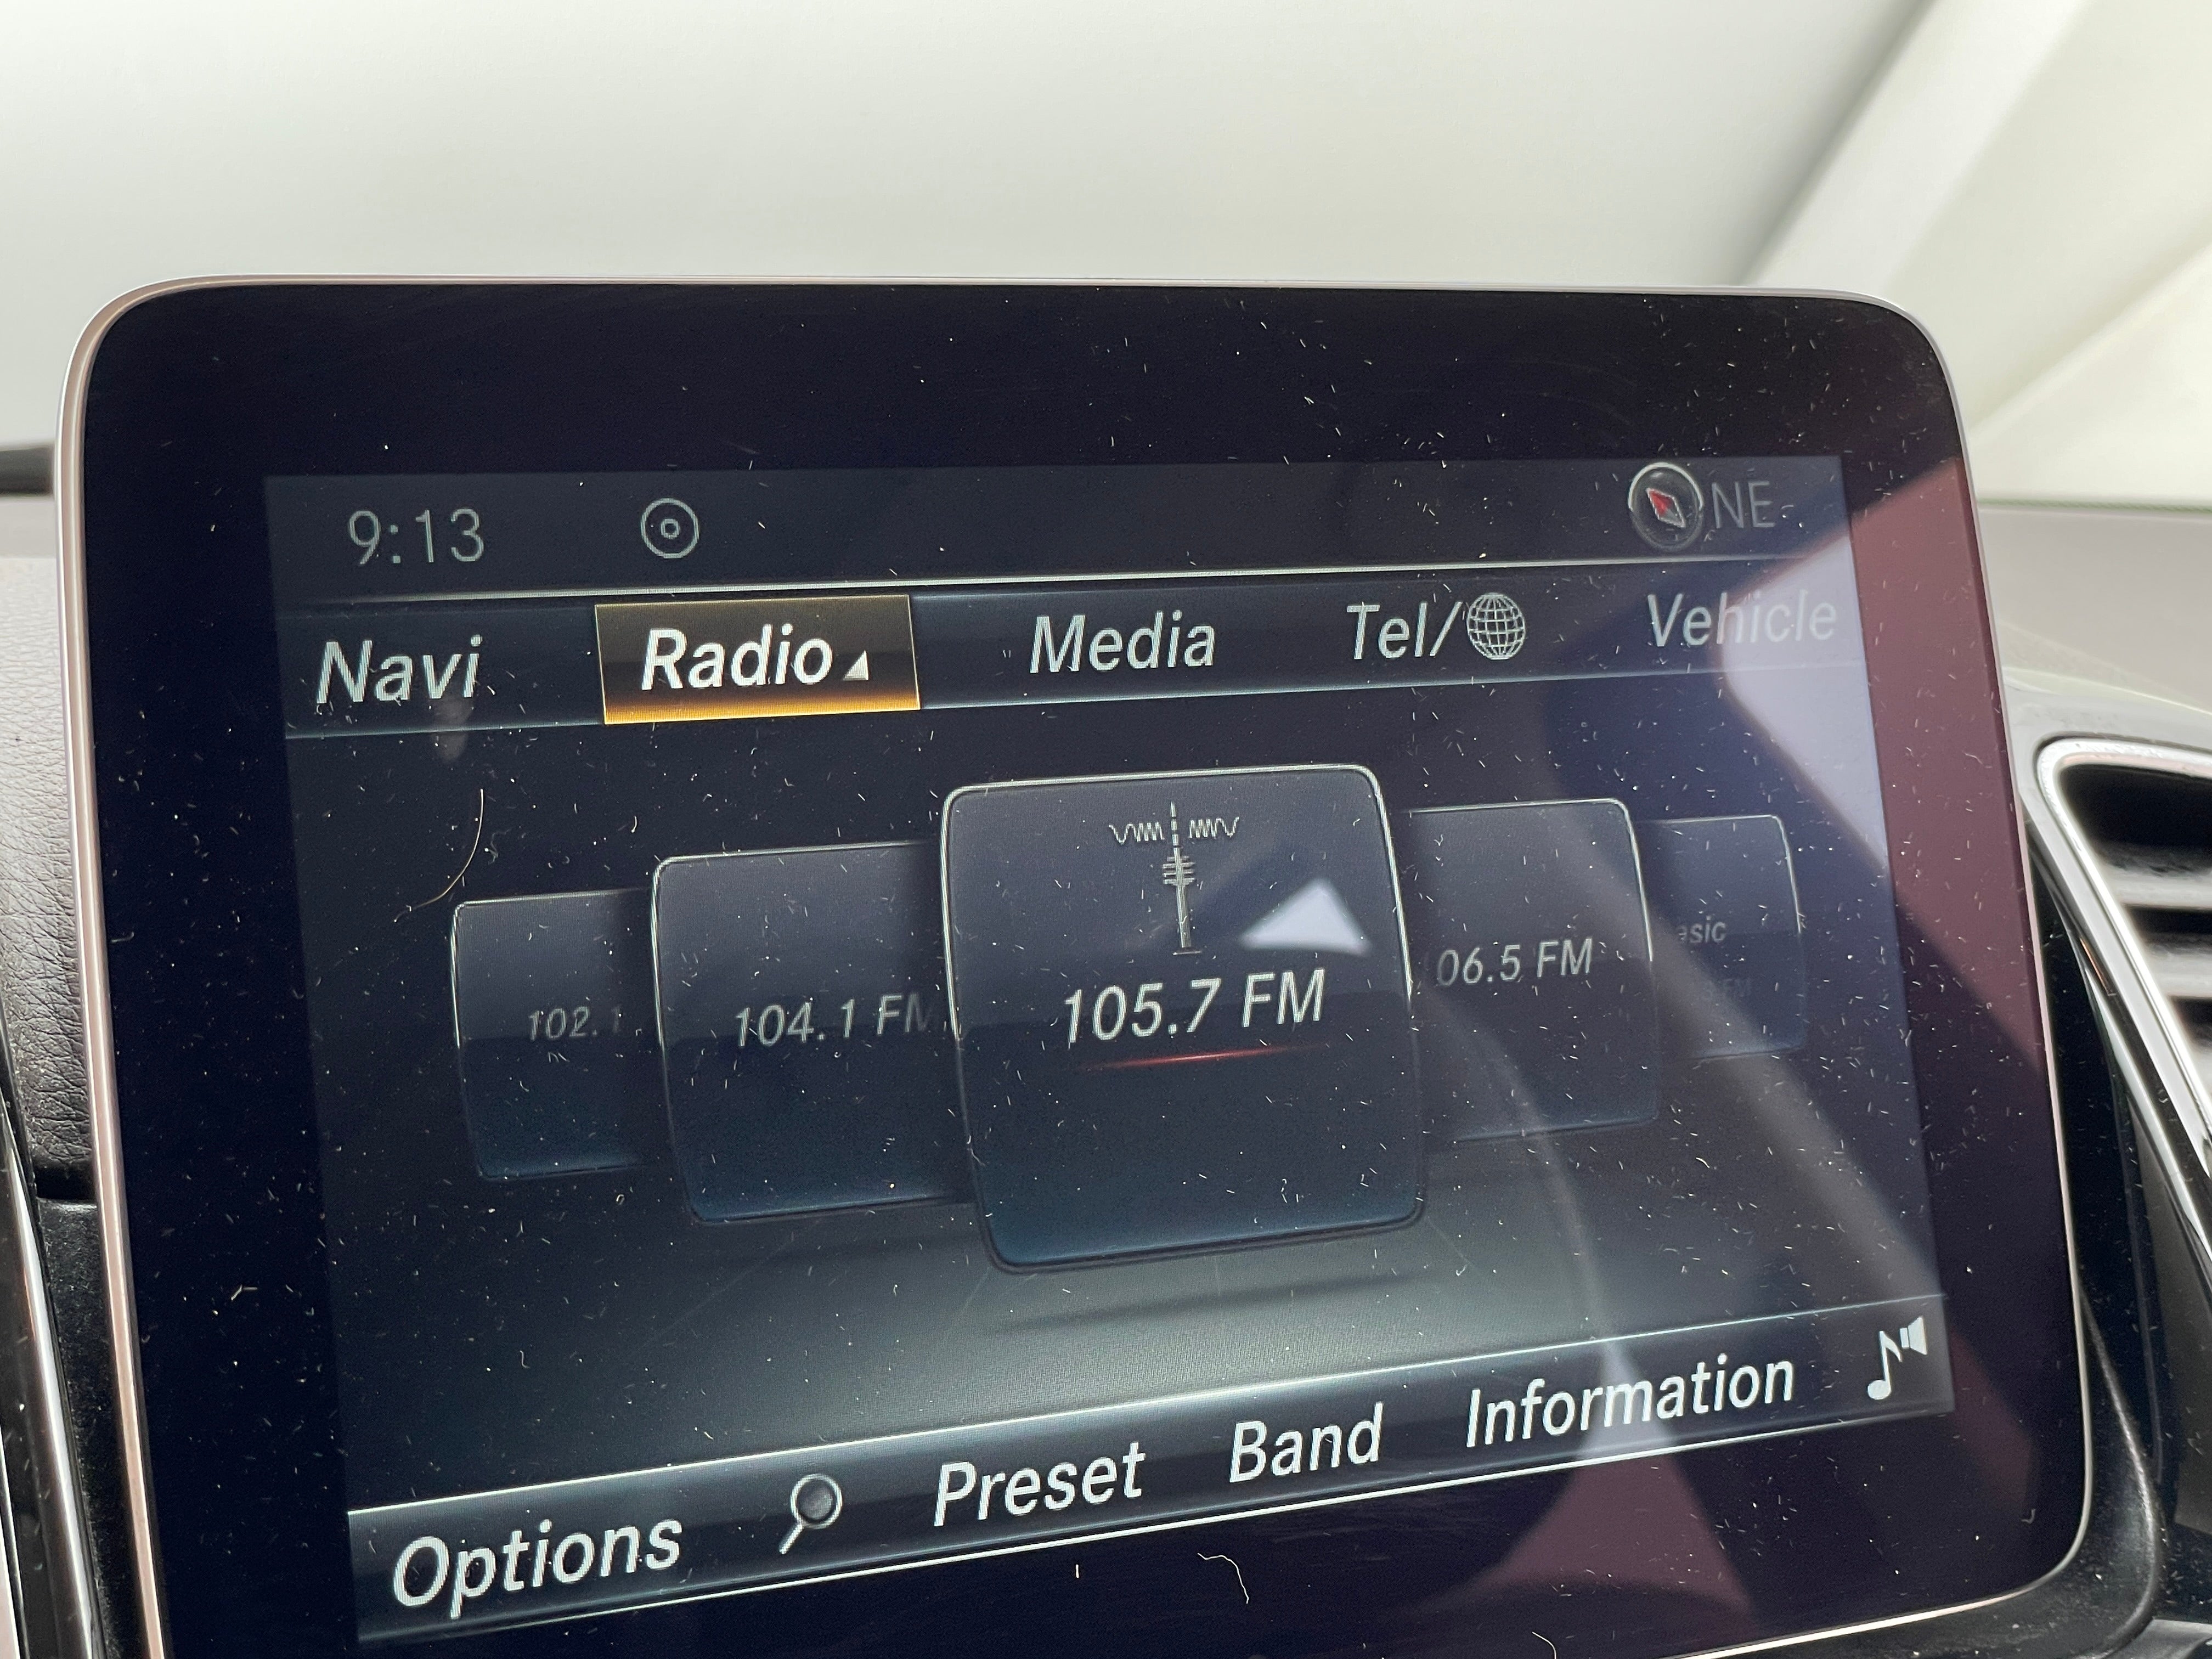 9:13 NE
Navi Radio Media Tel/ Vehicle
102.1 104.1 FM 105.7 FM 06.5 FM
Options Preset Band Information